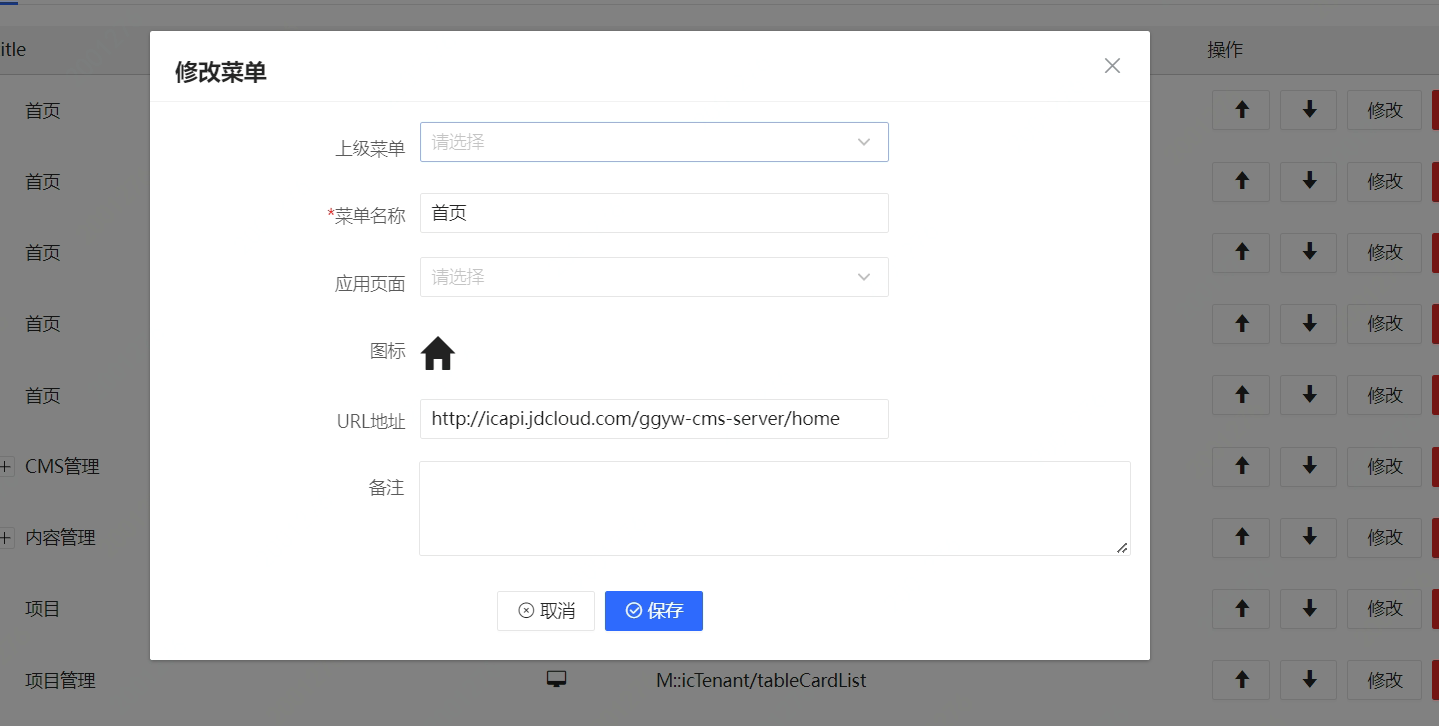 itle
操作
修改菜单
上级菜单 请选择
*菜单名称 首页
应用页面 请选择
图标
URL地址 http://icapi.jdcloud.com/ggyw-cms-server/home
备注
取消 保存
首页 修改
首页 修改
首页 修改
首页 修改
首页 修改
CMS管理 修改
内容管理 修改
项目 修改
项目管理 M::icTenant/tableCardList 修改